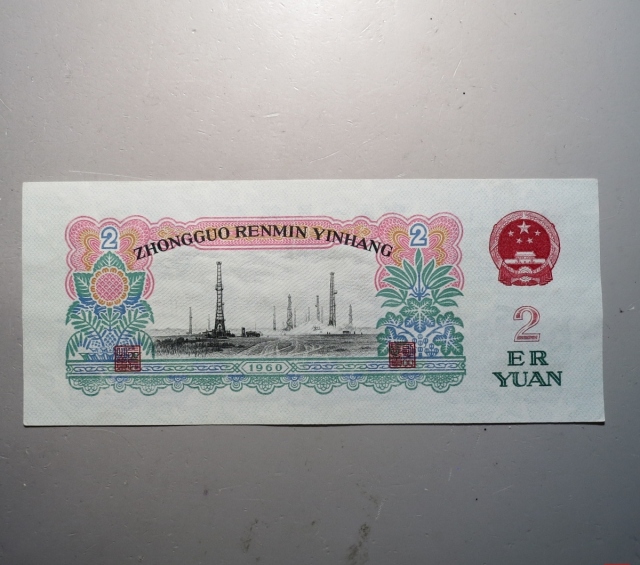 2
ZHONGGUO RENMIN YINHANG
2
1960
2
ER
YUAN